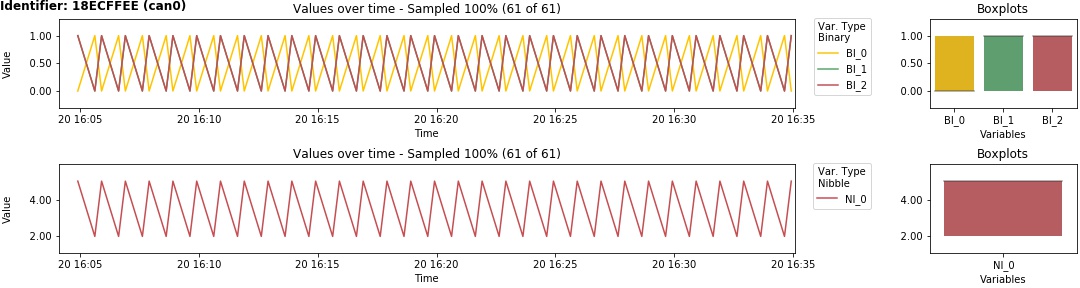 Identifier: 18ECFFEE (can0)
Values over time - Sampled 100% (61 of 61)
Value
1.00
0.50
0.00
20 16:05 20 16:10 20 16:15 20 16:20 20 16:25 20 16:30 20 16:35
Time
Var. Type
Binary
BI_0
BI_1
BI_2
Boxplots
1.00
0.50
0.00
BI_0 BI_1 BI_2
Variables
Values over time - Sampled 100% (61 of 61)
Value
4.00
2.00
20 16:05 20 16:10 20 16:15 20 16:20 20 16:25 20 16:30 20 16:35
Time
Var. Type
Nibble
NI_0
Boxplots
4.00
2.00
NI_0
Variables